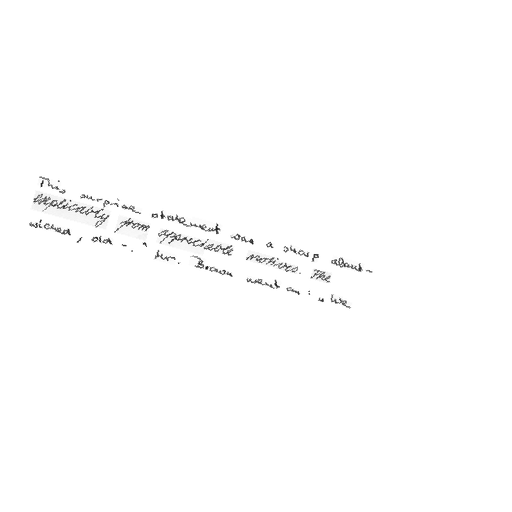 This surprise statement was a sharp about-
explicably from appreciable motives. The
wicked, old -. " Mr. Brown went on : " We